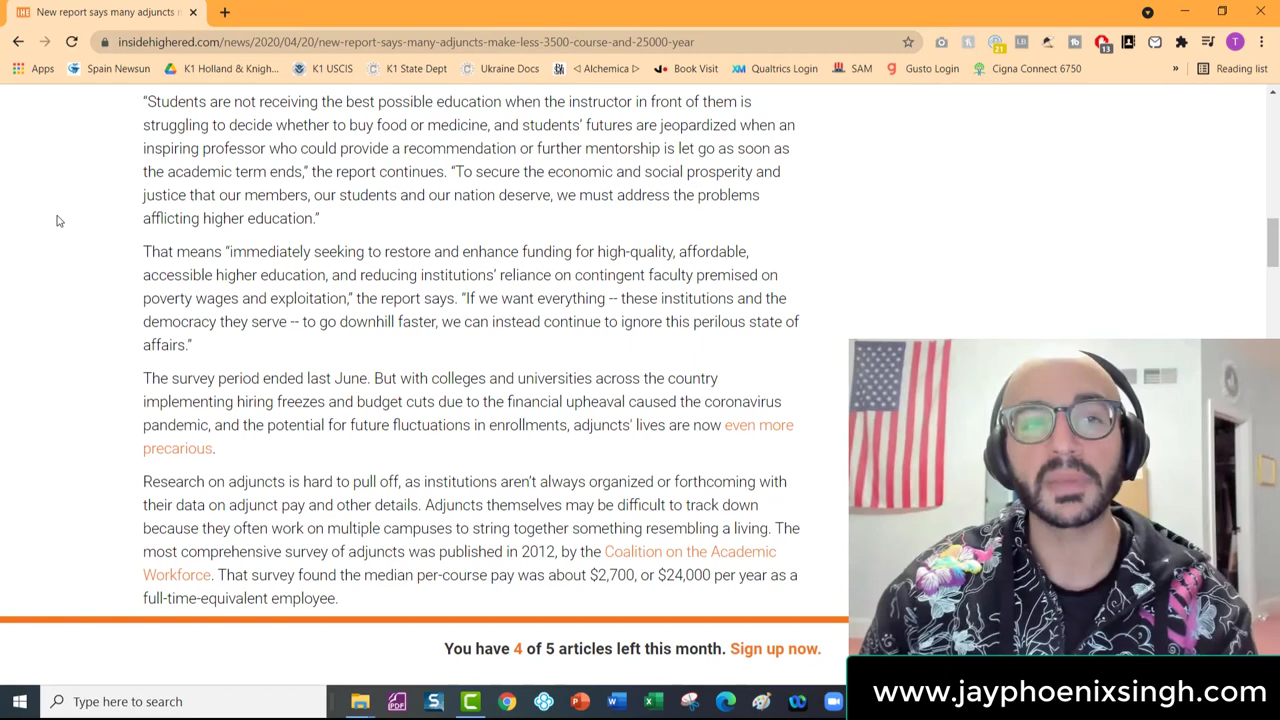 New report says many adjuncts m
insidehighered.com/news/2020/04/20/new-report-says-many-adjuncts-make-less-3500-course-and-25000-year
21
LB
13
T
Apps
Spain Newsun
K1 Holland & Knigh...
K1 USCIS
K1 State Dept
Ukraine Docs
◁ Alchemica ▷
Book Visit
XM Qualtrics Login
SAM
Gusto Login
Cigna Connect 6750
»
Reading list
“Students are not receiving the best possible education when the instructor in front of them is
struggling to decide whether to buy food or medicine, and students’ futures are jeopardized when an
inspiring professor who could provide a recommendation or further mentorship is let go as soon as
the academic term ends,” the report continues. “To secure the economic and social prosperity and
justice that our members, our students and our nation deserve, we must address the problems
afflicting higher education.”
That means “immediately seeking to restore and enhance funding for high-quality, affordable,
accessible higher education, and reducing institutions’ reliance on contingent faculty premised on
poverty wages and exploitation,” the report says. “If we want everything -- these institutions and the
democracy they serve -- to go downhill faster, we can instead continue to ignore this perilous state of
affairs.”
The survey period ended last June. But with colleges and universities across the country
implementing hiring freezes and budget cuts due to the financial upheaval caused the coronavirus
pandemic, and the potential for future fluctuations in enrollments, adjuncts’ lives are now even more
precarious.
Research on adjuncts is hard to pull off, as institutions aren’t always organized or forthcoming with
their data on adjunct pay and other details. Adjuncts themselves may be difficult to track down
because they often work on multiple campuses to string together something resembling a living. The
most comprehensive survey of adjuncts was published in 2012, by the Coalition on the Academic
Workforce. That survey found the median per-course pay was about $2,700, or $24,000 per year as a
full-time-equivalent employee.
You have 4 of 5 articles left this month. Sign up now.
www.jayphoenixsingh.com
Type here to search